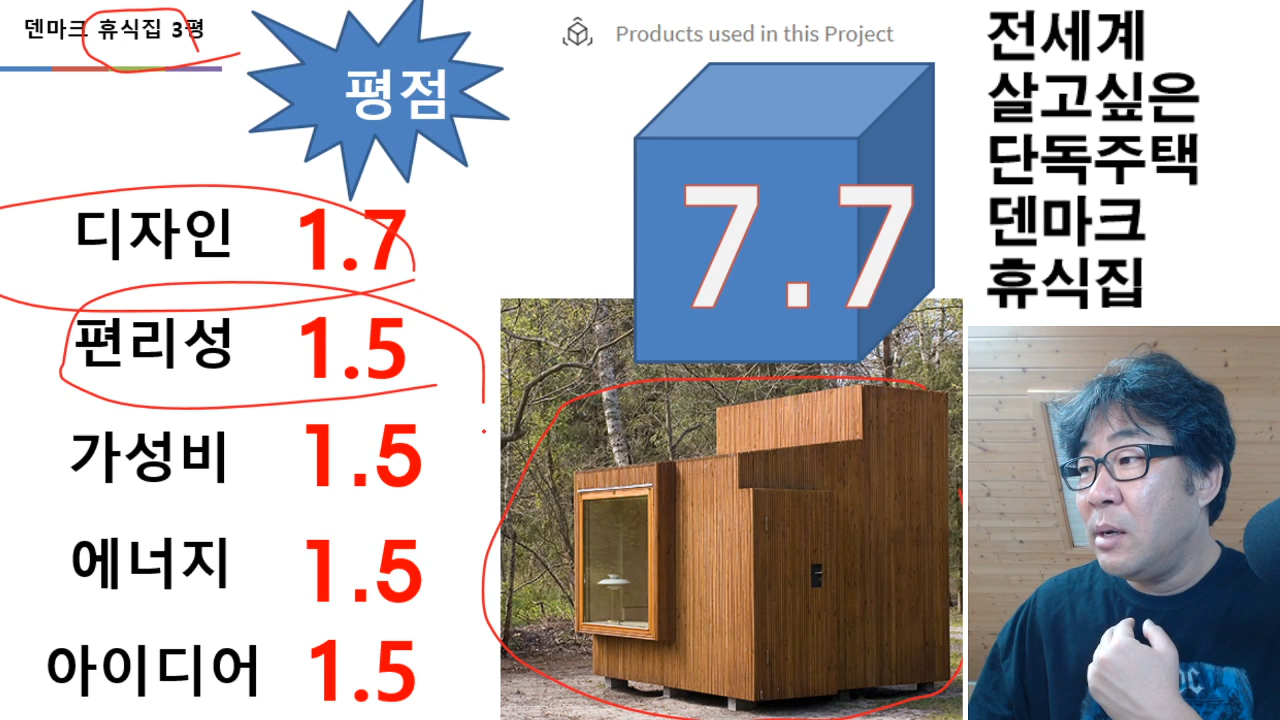 덴마크 휴식집 3평
평점
Products used in this Project
7.7
전세계
살고싶은
단독주택
덴마크
휴식집
디자인 1.7
편리성 1.5
가성비 1.5
에너지 1.5
아이디어 1.5